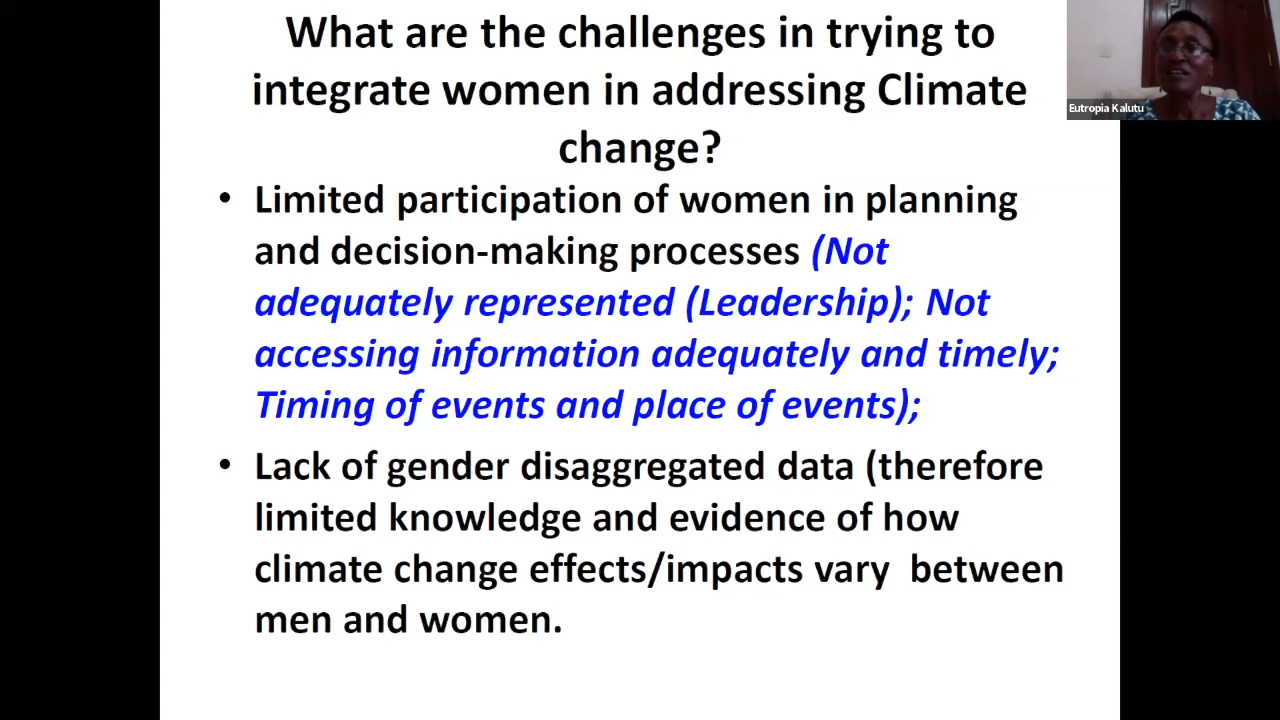 What are the challenges in trying to
integrate women in addressing Climate
change?
• Limited participation of women in planning
and decision-making processes (Not
adequately represented (Leadership); Not
accessing information adequately and timely;
Timing of events and place of events);
• Lack of gender disaggregated data (therefore
limited knowledge and evidence of how
climate change effects/impacts vary  between
men and women.
Eutropia Kalutu